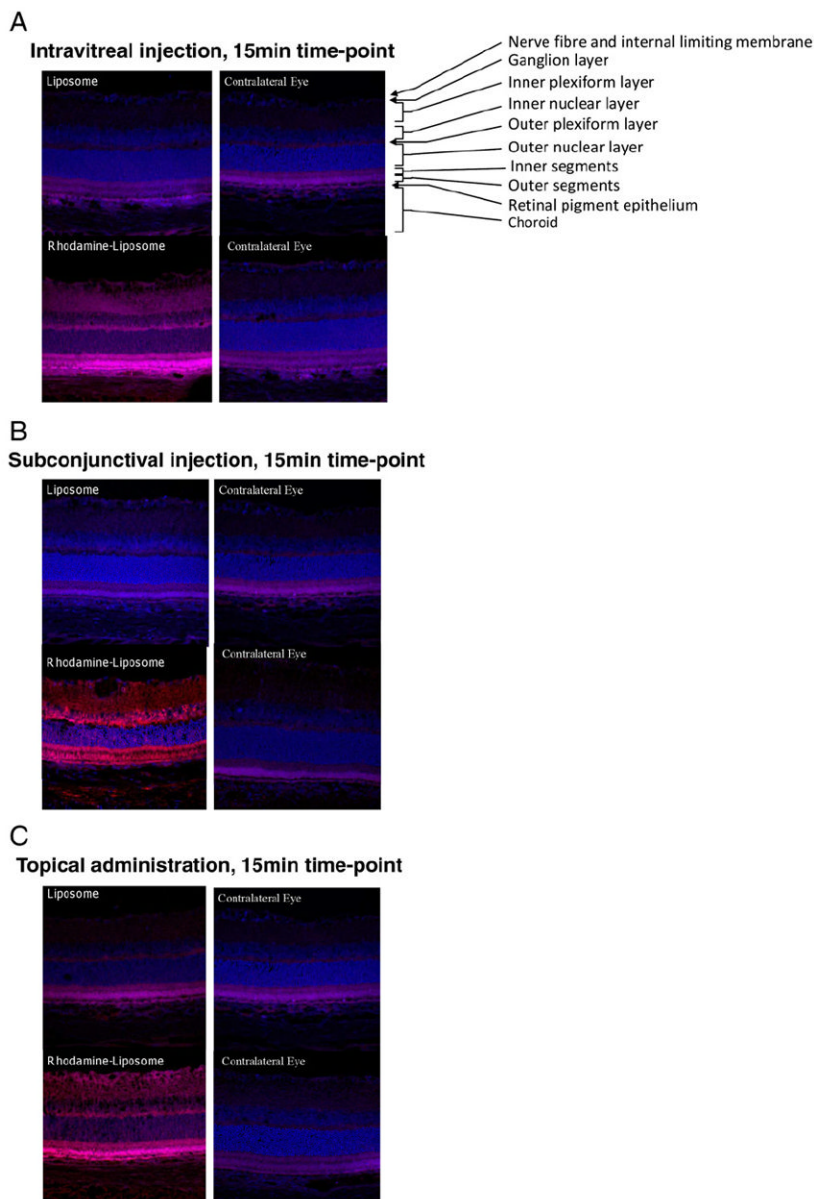 A
Intravitreal injection, 15min time-point
Liposome
Contralateral Eye
Nerve fibre and internal limiting membrane
Ganglion layer
Inner plexiform layer
Inner nuclear layer
Outer plexiform layer
Outer nuclear layer
Inner segments
Outer segments
Retinal pigment epithelium
Choroid
Rhodamine-Liposome
Contralateral Eye
B
Subconjunctival injection, 15min time-point
Liposome
Contralateral Eye
Rhodamine-Liposome
Contralateral Eye
C
Topical administration, 15min time-point
Liposome
Contralateral Eye
Rhodamine-Liposome
Contralateral Eye